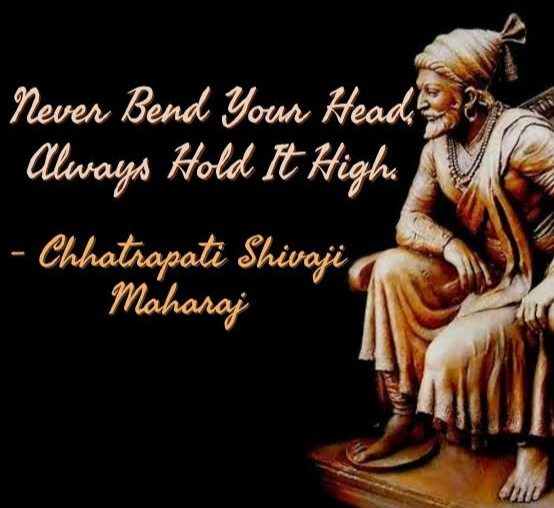 Never Bend Your Head,
Always Hold It High.
- Chhatrapati Shivaji
Maharaj